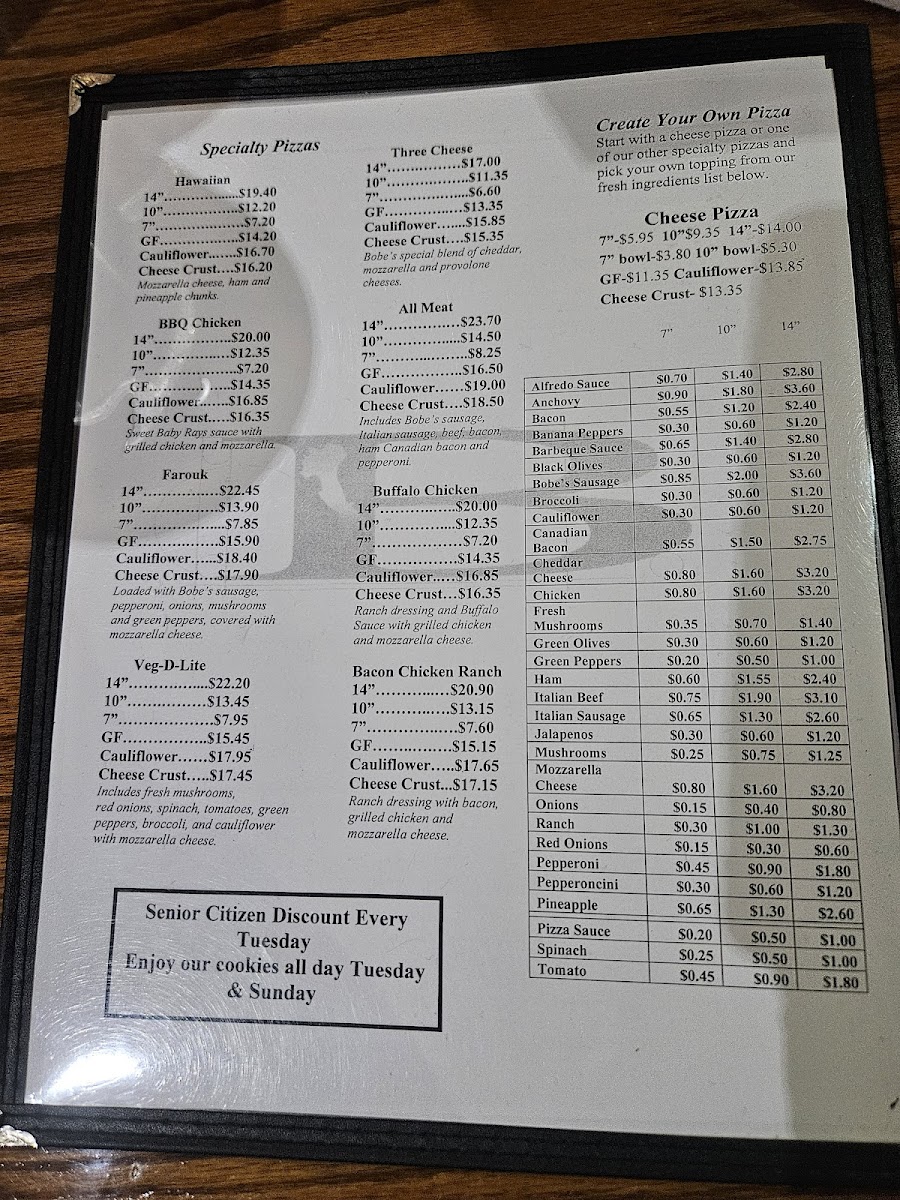 Specialty Pizzas
Hawaiian
14”..................$19.40
10”..................$12.20
7”.....................$7.20
GF..................$14.20
Cauliflower.......$16.70
Cheese Crust....$16.20
Mozzarella cheese, ham and
pineapple chunks.
BBQ Chicken
14”..................$20.00
10”..................$12.35
7”.....................$7.20
GF..................$14.35
Cauliflower.......$16.85
Cheese Crust.....$16.35
Sweet Baby Rays sauce with
grilled chicken and mozzarella.
Farouk
14”..................$22.45
10”..................$13.90
7”.....................$7.85
GF..................$15.90
Cauliflower......$18.40
Cheese Crust....$17.90
Loaded with Bobe's sausage,
pepperoni, onions, mushrooms
and green peppers, covered with
mozzarella cheese.
Veg-D-Lite
14”..................$22.20
10”..................$13.45
7”.....................$7.95
GF..................$15.45
Cauliflower......$17.95
Cheese Crust.....$17.45
Includes fresh mushrooms,
red onions, spinach, tomatoes, green
peppers, broccoli, and cauliflower
with mozzarella cheese.
Three Cheese
14”..................$17.00
10”..................$11.35
7”.....................$6.60
GF..................$13.35
Cauliflower.......$15.85
Cheese Crust....$15.35
Bobe's special blend of cheddar,
mozzarella and provolone
cheeses.
All Meat
14”..................$23.70
10”..................$14.50
7”.....................$8.25
GF..................$16.50
Cauliflower......$19.00
Cheese Crust....$18.50
Includes Bobe's sausage,
Italian sausage, beef, bacon,
ham Canadian bacon and
pepperoni.
Buffalo Chicken
14”..................$20.00
10”..................$12.35
7”.....................$7.20
GF..................$14.35
Cauliflower.....$16.85
Cheese Crust...$16.35
Ranch dressing and Buffalo
Sauce with grilled chicken
and mozzarella cheese.
Bacon Chicken Ranch
14”..................$20.90
10”..................$13.15
7”.....................$7.60
GF..................$15.15
Cauliflower.....$17.65
Cheese Crust...$17.15
Ranch dressing with bacon,
grilled chicken and
mozzarella cheese.
Create Your Own Pizza
Start with a cheese pizza or one
of our other specialty pizzas and
pick your own topping from our
fresh ingredients list below.
Cheese Pizza
7”-$5.95 10”$9.35 14”-$14.00
7” bowl-$3.80 10” bowl-$5.30
GF-$11.35 Cauliflower-$13.85
Cheese Crust- $13.35
7” 10” 14”
Alfredo Sauce $0.70 $1.40 $2.80
Anchovy $0.90 $1.80 $3.60
Bacon $0.55 $1.20 $2.40
Banana Peppers $0.30 $0.60 $1.20
Barbeque Sauce $0.65 $1.40 $2.80
Black Olives $0.30 $0.60 $1.20
Bobe's Sausage $0.85 $2.00 $3.60
Broccoli $0.30 $0.60 $1.20
Cauliflower $0.30 $0.60 $1.20
Canadian
Bacon $0.55 $1.50 $2.75
Cheddar
Cheese $0.80 $1.60 $3.20
Chicken $0.80 $1.60 $3.20
Fresh
Mushrooms $0.35 $0.70 $1.40
Green Olives $0.30 $0.60 $1.20
Green Peppers $0.20 $0.50 $1.00
Ham $0.60 $1.55 $2.40
Italian Beef $0.75 $1.90 $3.10
Italian Sausage $0.65 $1.30 $2.60
Jalapenos $0.30 $0.60 $1.20
Mushrooms $0.25 $0.75 $1.25
Mozzarella
Cheese $0.80 $1.60 $3.20
Onions $0.15 $0.40 $0.80
Ranch $0.30 $1.00 $1.30
Red Onions $0.15 $0.30 $0.60
Pepperoni $0.45 $0.90 $1.80
Pepperoncini $0.30 $0.60 $1.20
Pineapple $0.65 $1.30 $2.60
Pizza Sauce $0.20 $0.50 $1.00
Spinach $0.25 $0.50 $1.00
Tomato $0.45 $0.90 $1.80
Senior Citizen Discount Every
Tuesday
Enjoy our cookies all day Tuesday
& Sunday